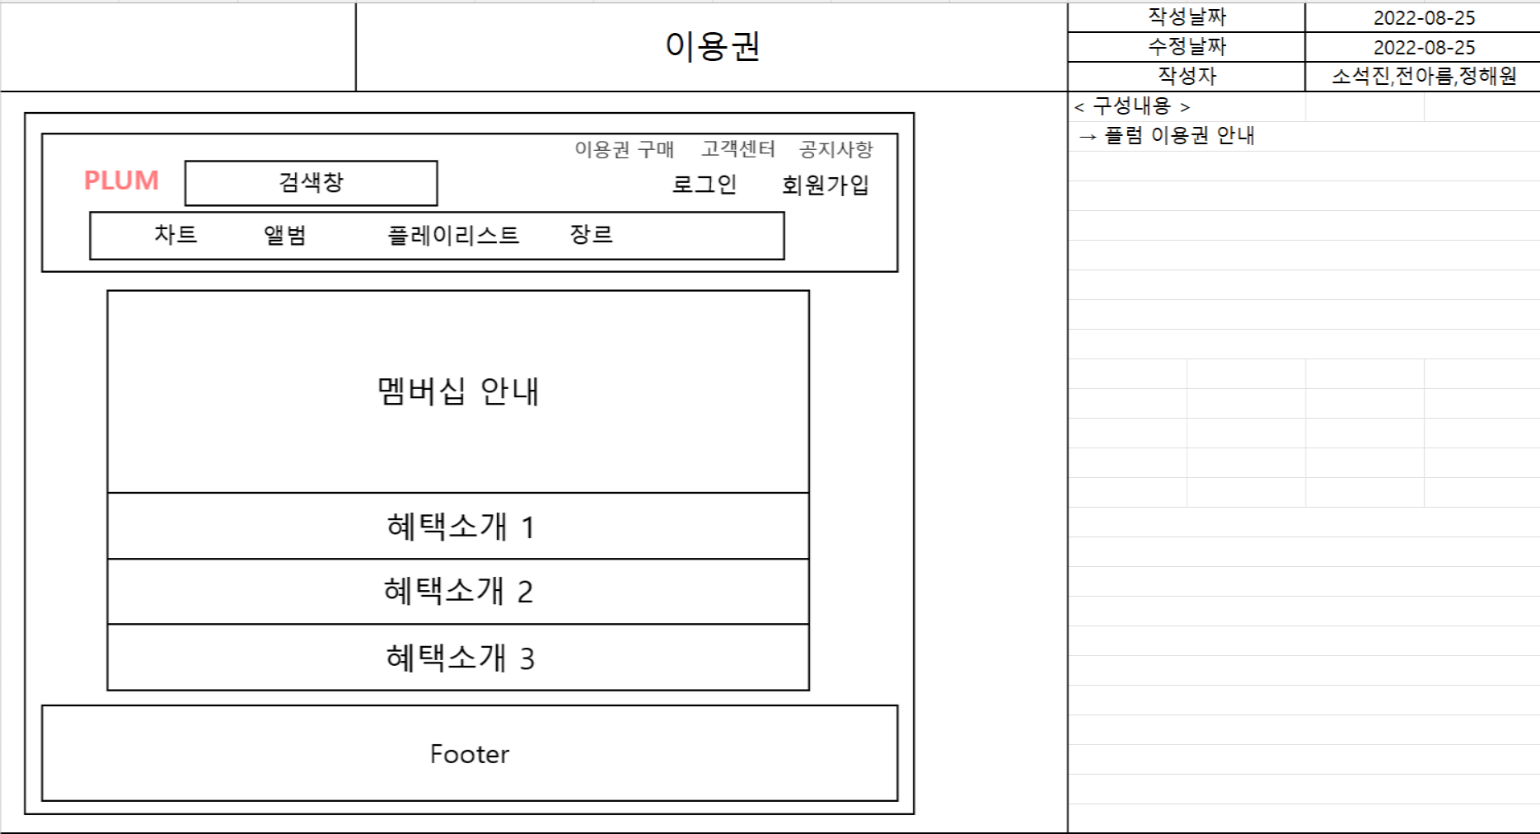 이용권
작성날짜 2022-08-25
수정날짜 2022-08-25
작성자 소석진,전아름,정해원
< 구성내용 >
→ 플럼 이용권 안내
이용권 구매 고객센터 공지사항
PLUM 검색창 로그인 회원가입
차트 앨범 플레이리스트 장르
멤버십 안내
혜택소개 1
혜택소개 2
혜택소개 3
Footer